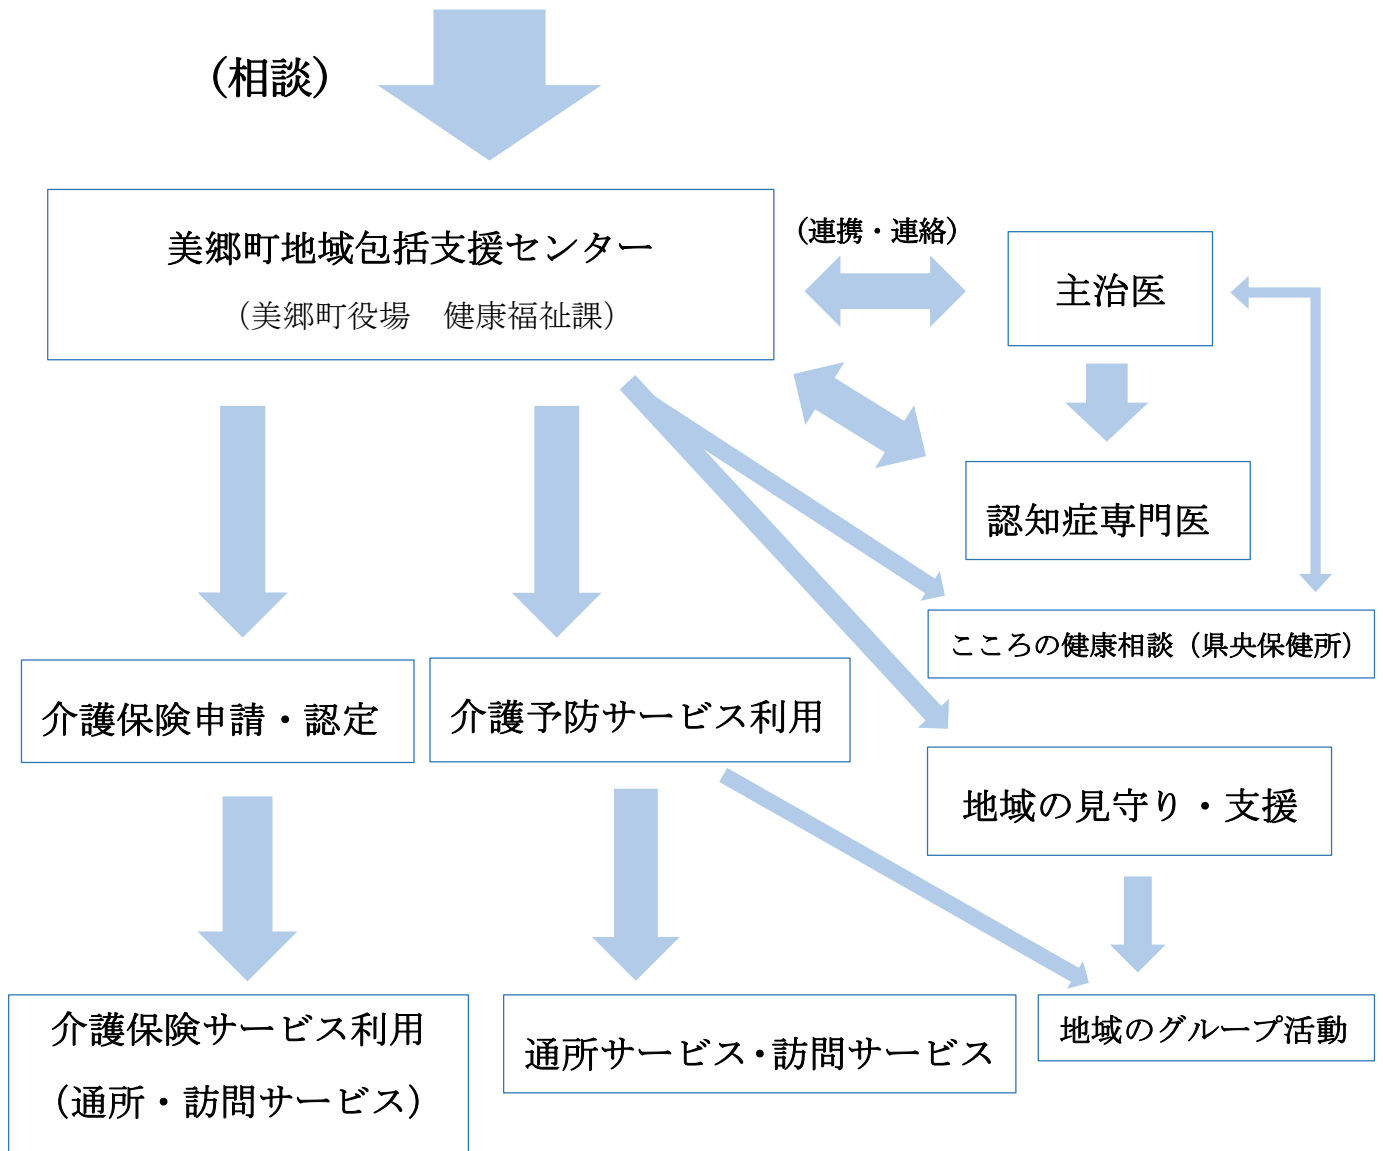 （相談）
美郷町地域包括支援センター
（美郷町役場　健康福祉課）
（連携・連絡）
主治医
認知症専門医
こころの健康相談（県央保健所）
介護保険申請・認定
介護予防サービス利用
地域の見守り・支援
介護保険サービス利用
（通所・訪問サービス）
通所サービス・訪問サービス
地域のグループ活動